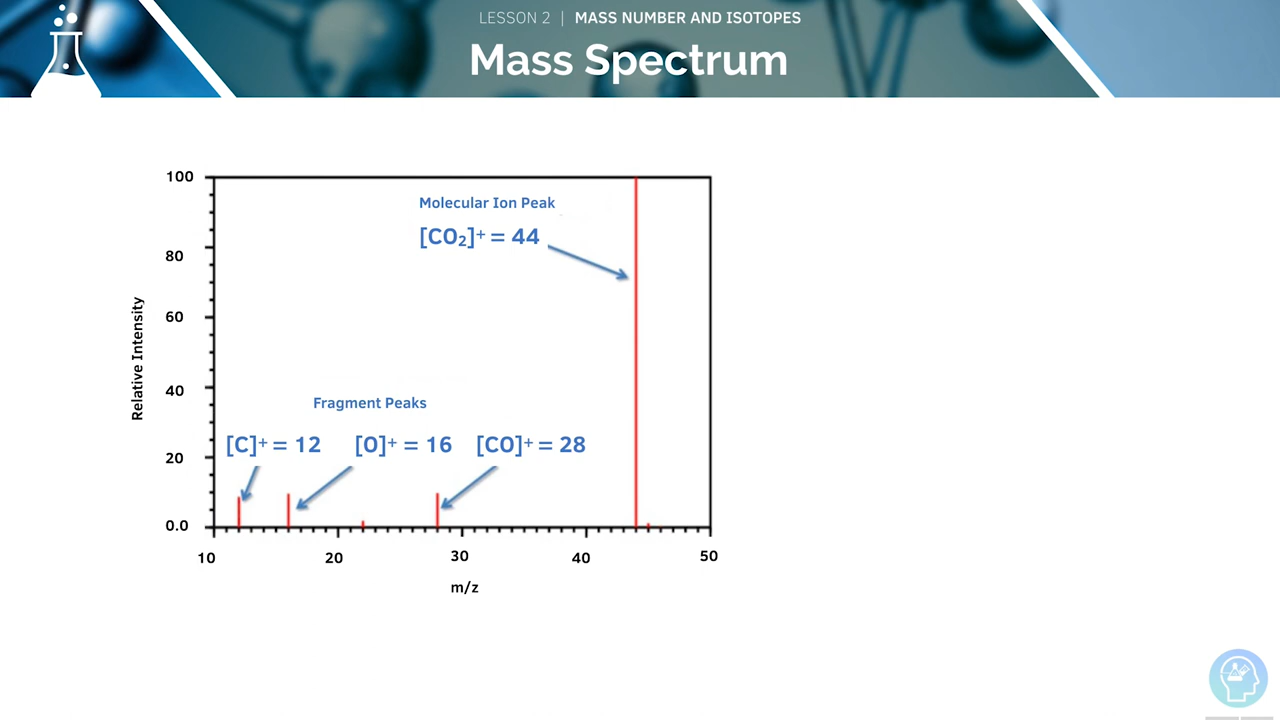 LESSON 2 | MASS NUMBER AND ISOTOPES
Mass Spectrum
100
80
60
40
20
0.0
Relative Intensity
Molecular Ion Peak
[CO₂]⁺ = 44
Fragment Peaks
[C]⁺ = 12 [O]⁺ = 16 [CO]⁺ = 28
10 20 30 40 50
m/z